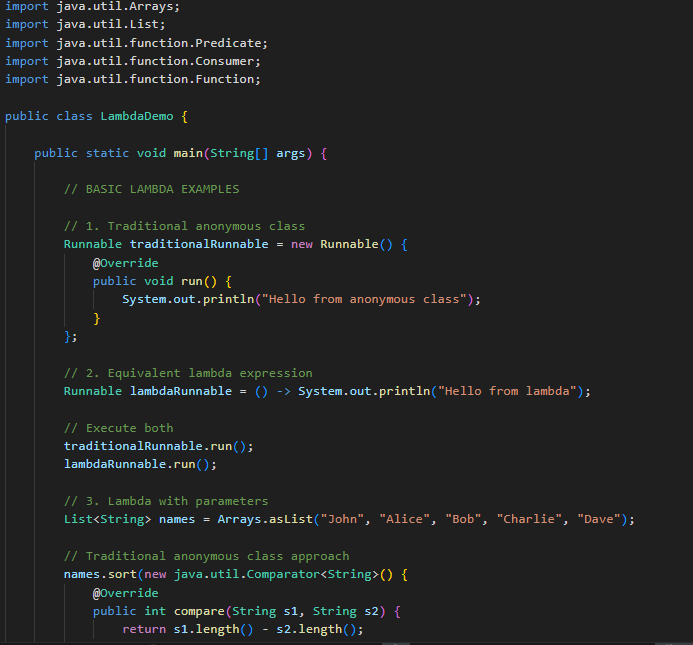 import java.util.Arrays;
import java.util.List;
import java.util.function.Predicate;
import java.util.function.Consumer;
import java.util.function.Function;
public class LambdaDemo {
public static void main(String[] args) {
// BASIC LAMBDA EXAMPLES
// 1. Traditional anonymous class
Runnable traditionalRunnable = new Runnable() {
@Override
public void run() {
System.out.println("Hello from anonymous class");
}
};
// 2. Equivalent lambda expression
Runnable lambdaRunnable = () -> System.out.println("Hello from lambda");
// Execute both
traditionalRunnable.run();
lambdaRunnable.run();
// 3. Lambda with parameters
List<String> names = Arrays.asList("John", "Alice", "Bob", "Charlie", "Dave");
// Traditional anonymous class approach
names.sort(new java.util.Comparator<String>() {
@Override
public int compare(String s1, String s2) {
return s1.length() - s2.length();